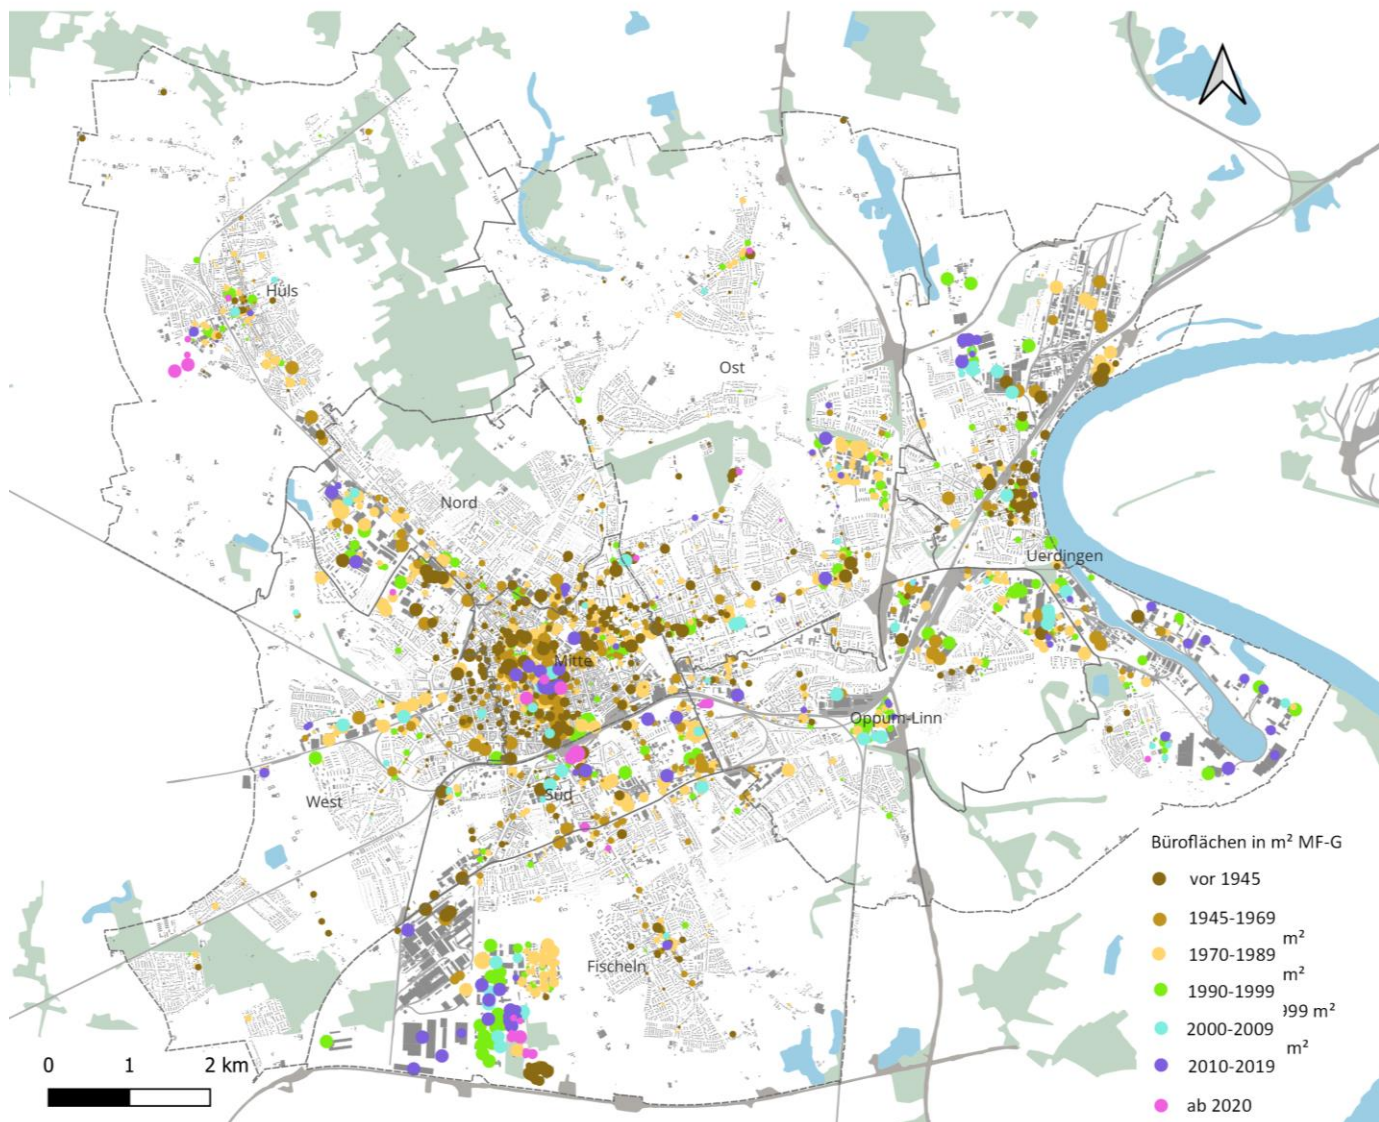 Hüls
Ost
Nord
Uerdingen
Mitte
Oppum-Linn
West
Süd
Fischeln
Büroflächen in m² MF-G
vor 1945
1945-1969
m²
1970-1989
m²
1990-1999
999 m²
2000-2009
m²
2010-2019
ab 2020
0 1 2 km